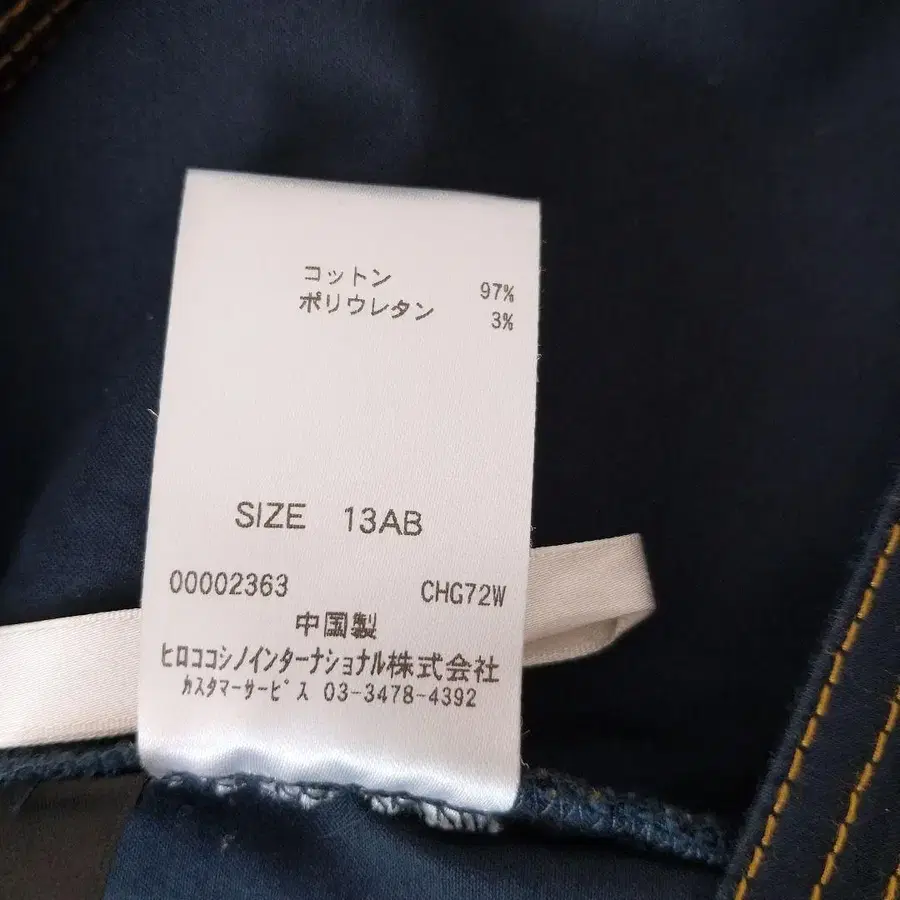 コットン 97%
ポリウレタン 3%
SIZE 13AB
00002363 CHG72W
中国製
ヒロココシノインターナショナル株式会社
カスタマーサービス 03-3478-4392